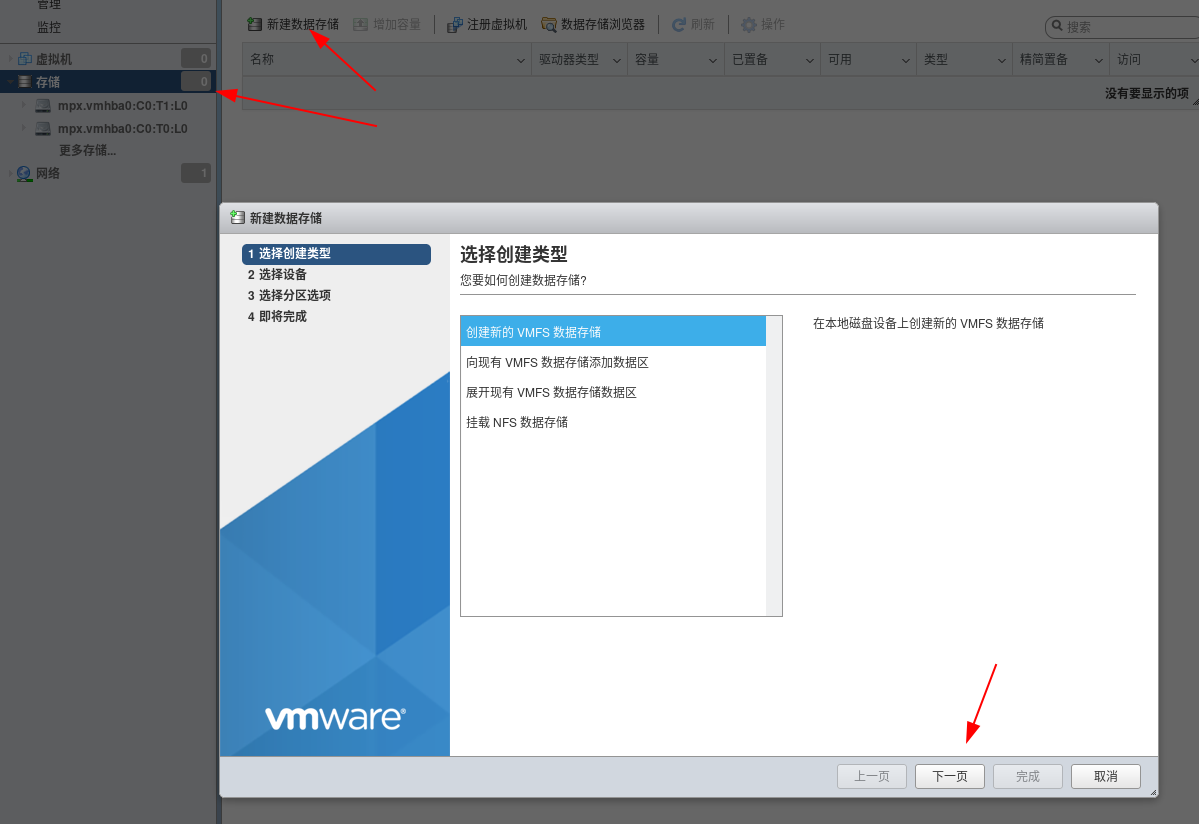 管理
监控
虚拟机 0
存储 0
mpx.vmhba0:C0:T1:L0
mpx.vmhba0:C0:T0:L0
更多存储...
网络 1
新建数据存储 增加容量 注册虚拟机 数据存储浏览器 刷新 操作
搜索
名称 驱动器类型 容量 已置备 可用 类型 精简置备 访问
没有要显示的项
新建数据存储
1 选择创建类型
2 选择设备
3 选择分区选项
4 即将完成
vmware®
选择创建类型
您要如何创建数据存储?
创建新的 VMFS 数据存储
向现有 VMFS 数据存储添加数据区
展开现有 VMFS 数据存储数据区
挂载 NFS 数据存储
在本地磁盘设备上创建新的 VMFS 数据存储
上一页 下一页 完成 取消